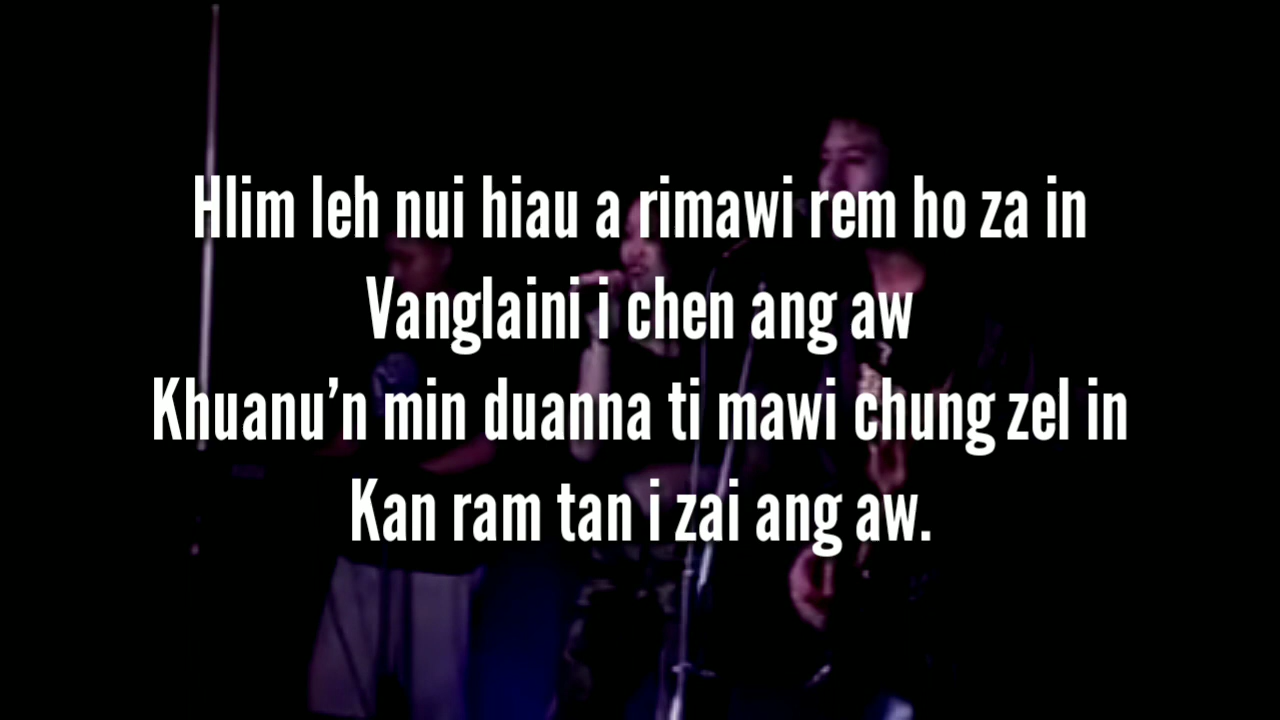 Hlim leh nui hiau a rimawi rem ho za in
Vanglaini i chen ang aw
Khuanu’n min duanna ti mawi chung zel in
Kan ram tan i zai ang aw.